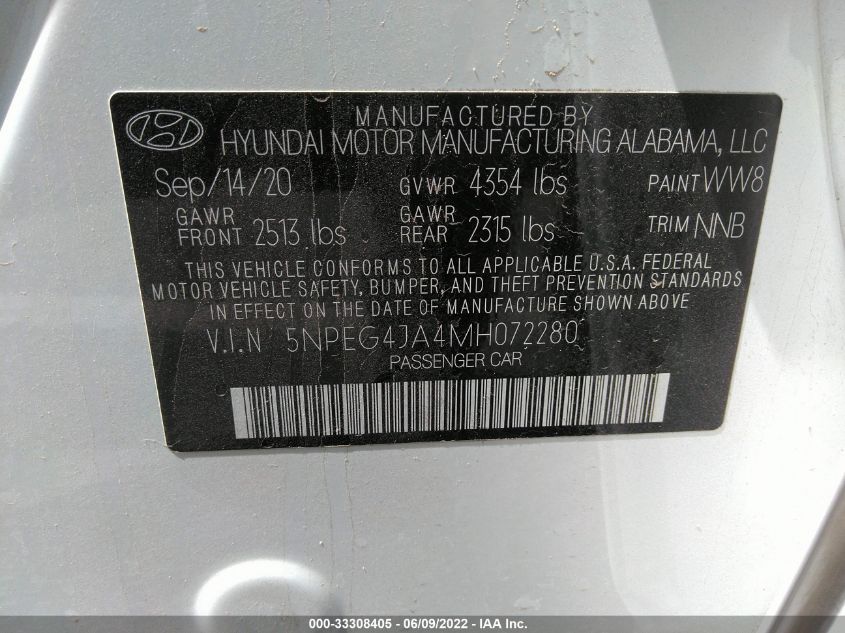 MANUFACTURED BY
HYUNDAI MOTOR MANUFACTURING ALABAMA, LLC
Sep/14/20 GVWR 4354 lbs PAINT WW8
GAWR FRONT 2513 lbs GAWR REAR 2315 lbs TRIM NNB
THIS VEHICLE CONFORMS TO ALL APPLICABLE U.S.A. FEDERAL
MOTOR VEHICLE SAFETY, BUMPER, AND THEFT PREVENTION STANDARDS
IN EFFECT ON THE DATE OF MANUFACTURE SHOWN ABOVE
V.I.N 5NPEG4JA4MH072280
PASSENGER CAR
000-33308405 - 06/09/2022 - IAA Inc.